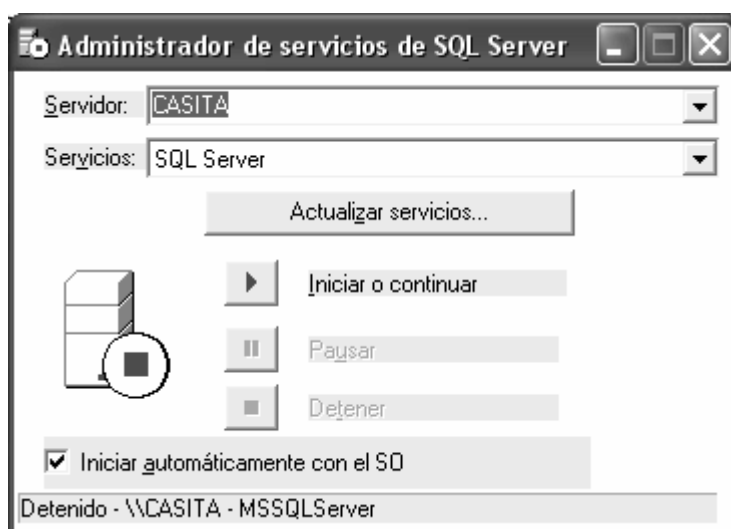 Administrador de servicios de SQL Server
Servidor: CASITA
Servicios: SQL Server
Actualizar servicios...
Iniciar o continuar
Pausar
Detener
Iniciar automáticamente con el SO
Detenido - \\CASITA - MSSQLServer